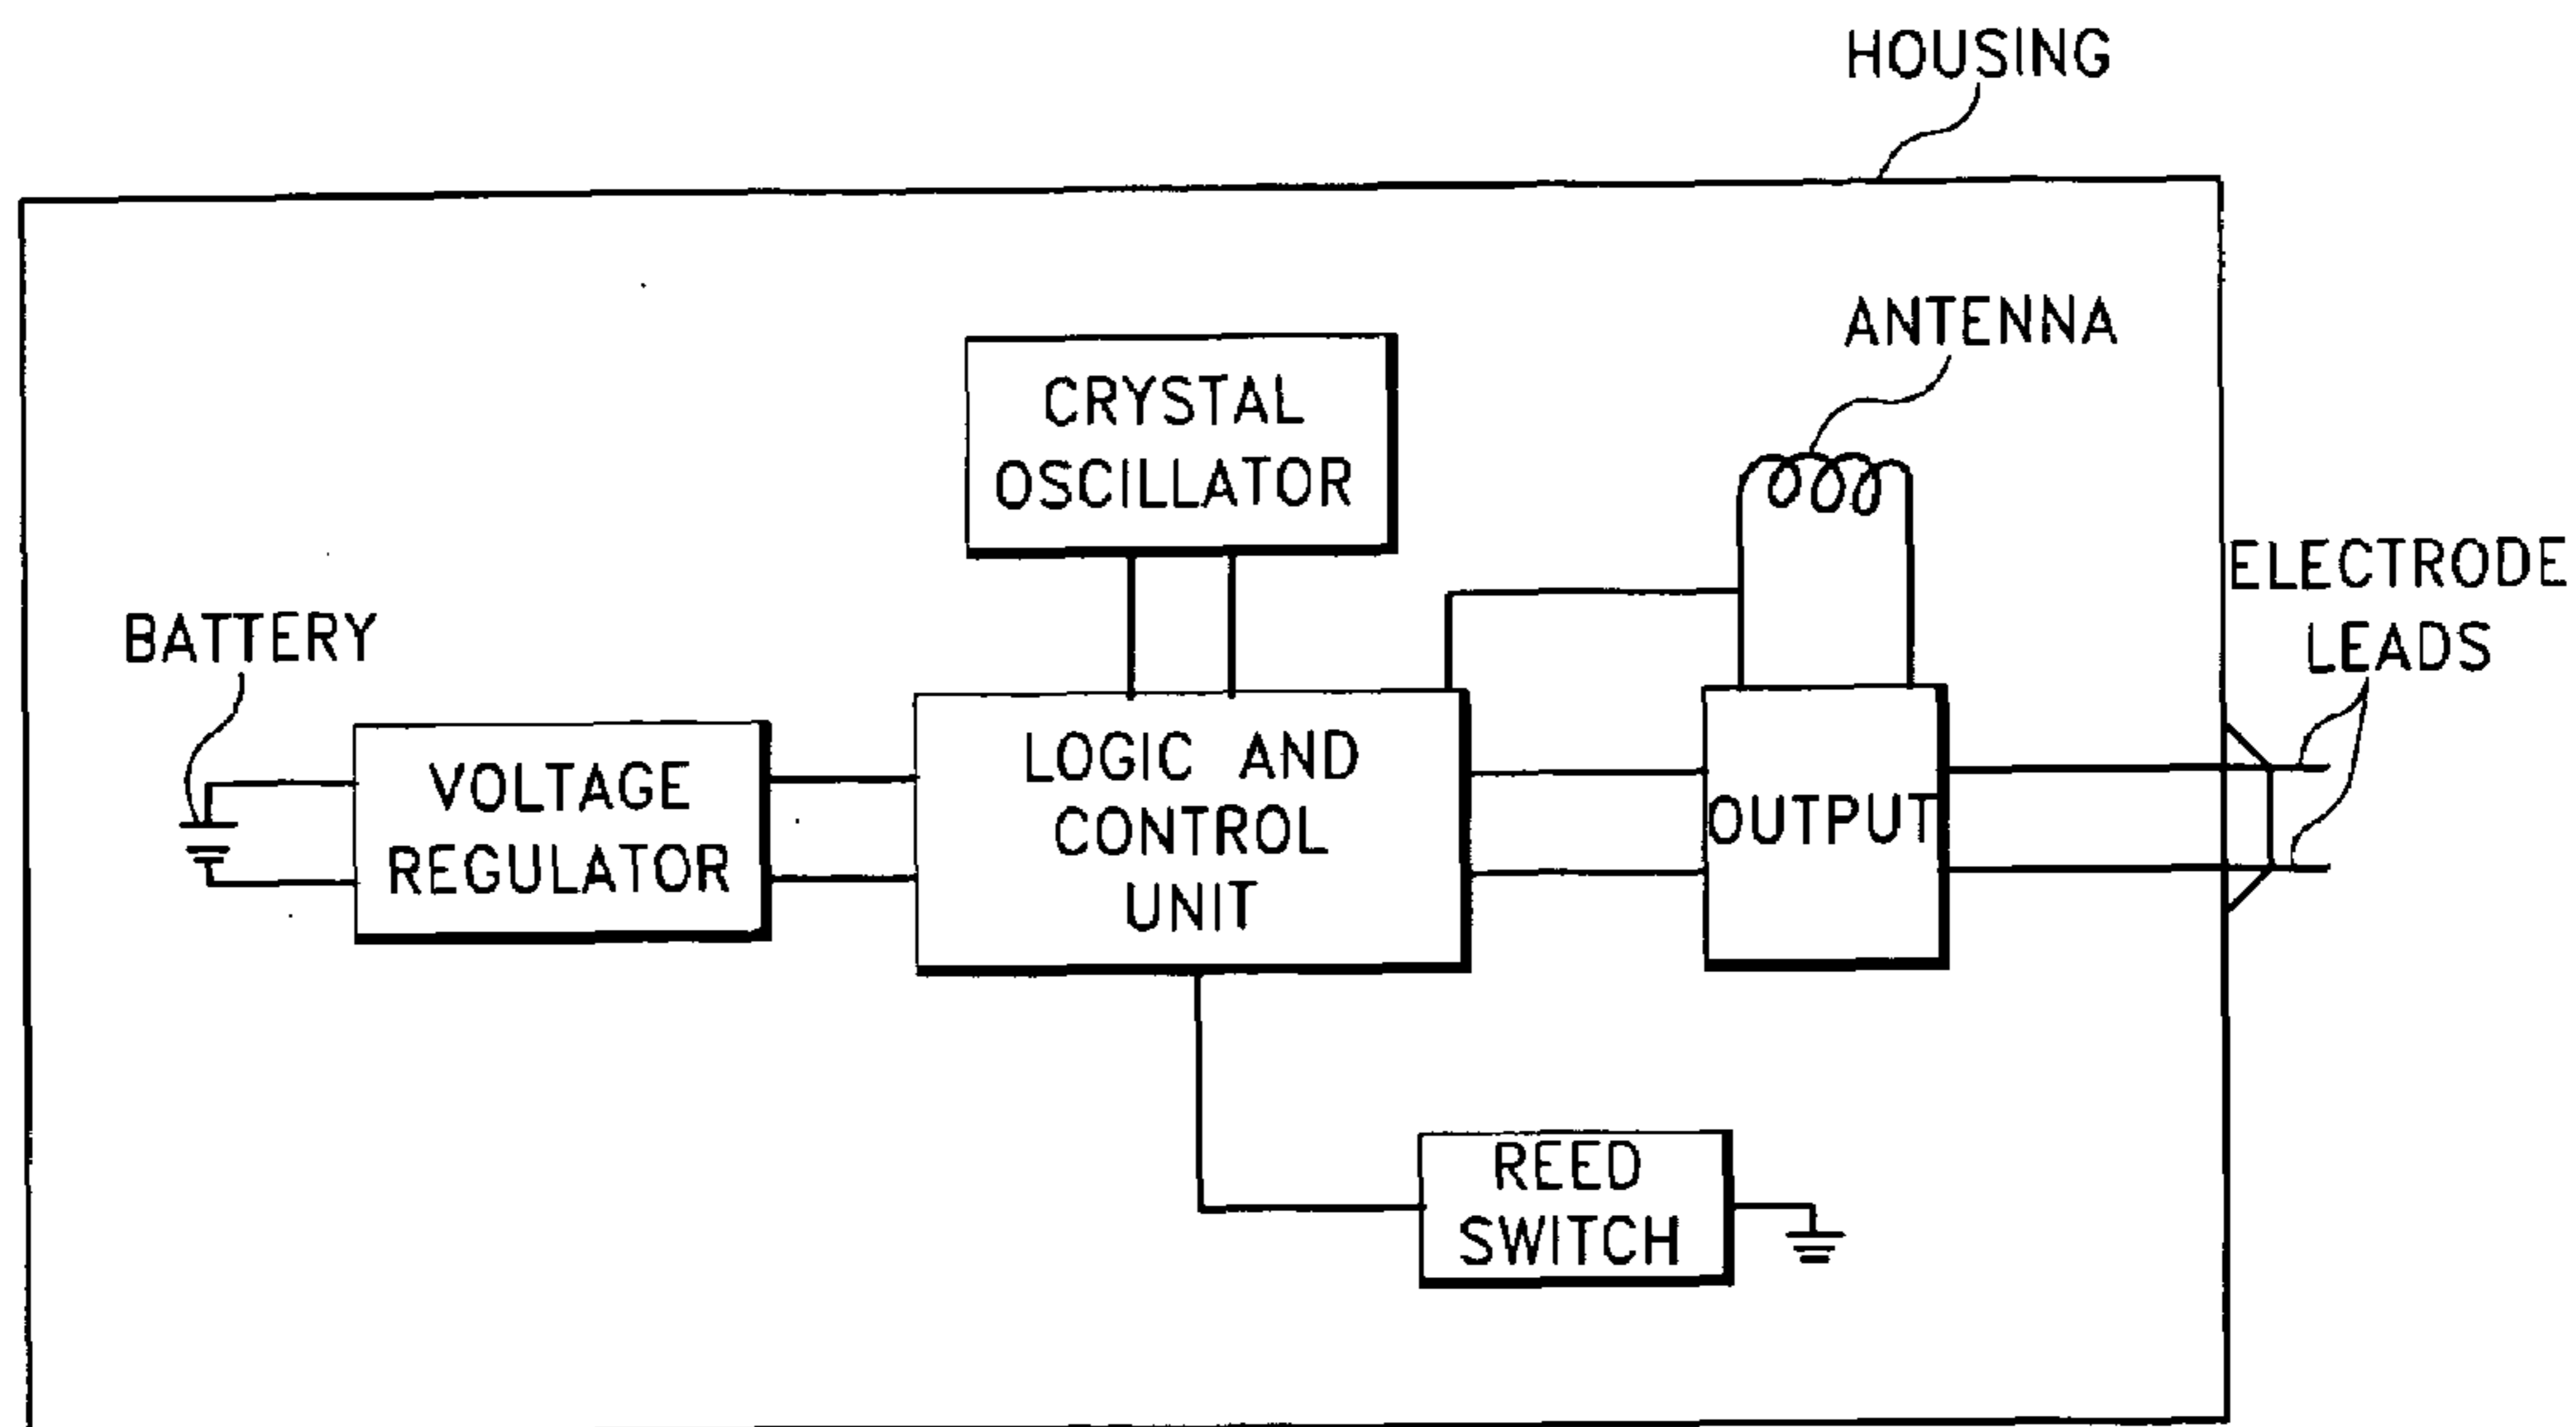 HOUSING
ANTENNA
CRYSTAL
OSCILLATOR
ELECTRODE
LEADS
BATTERY
VOLTAGE
REGULATOR
LOGIC AND
CONTROL
UNIT
OUTPUT
REED
SWITCH